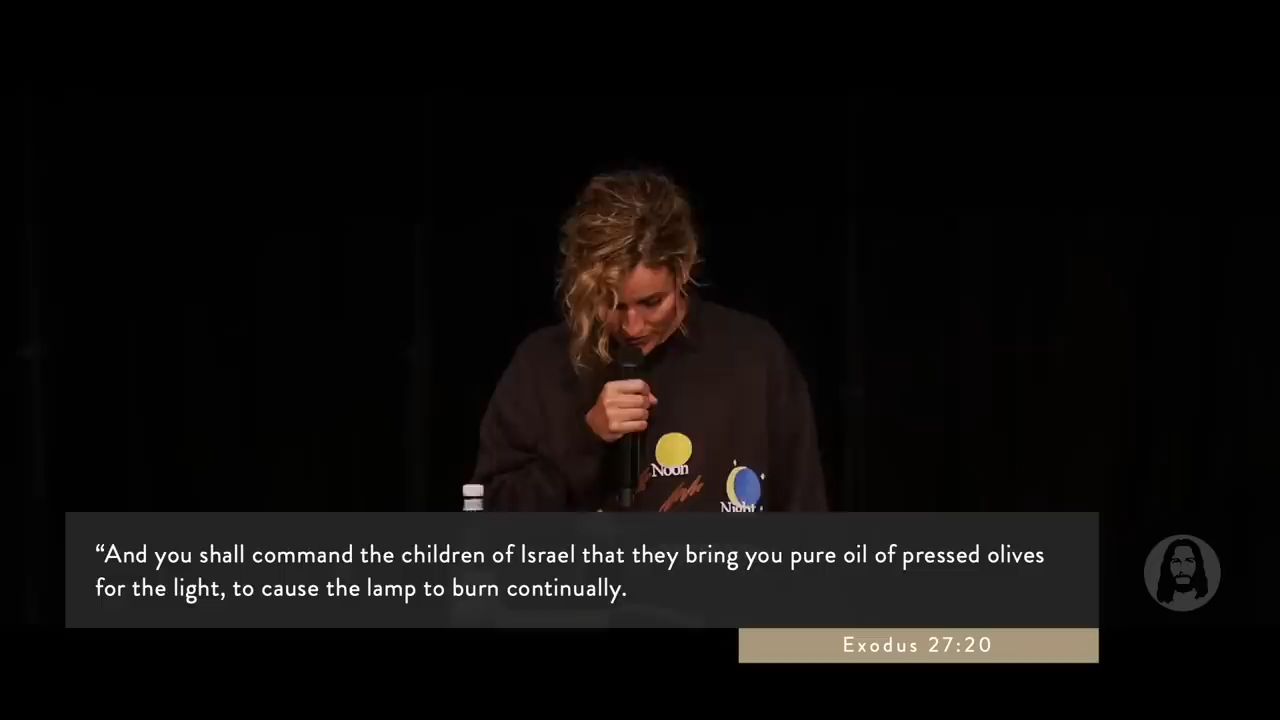 Noon
Night
“And you shall command the children of Israel that they bring you pure oil of pressed olives
for the light, to cause the lamp to burn continually.
Exodus 27:20